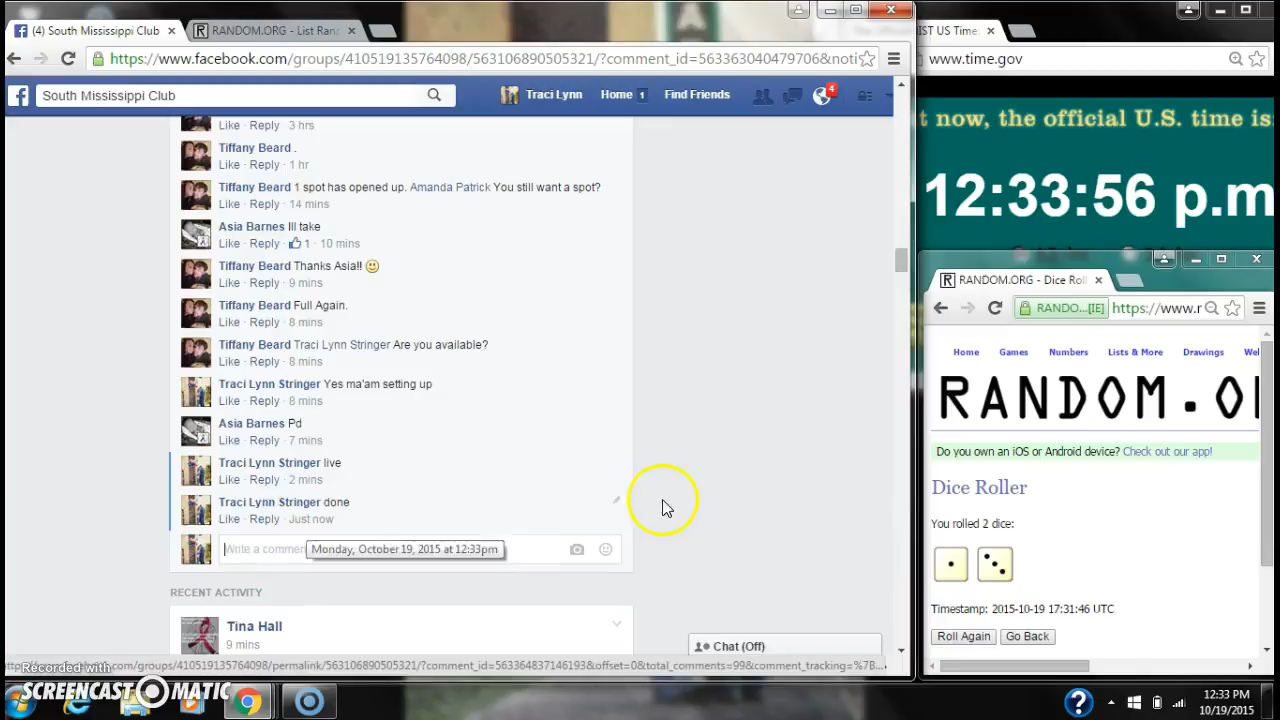 (4) South Mississippi Club
RANDOM.ORG - List Ran
https://www.facebook.com/groups/410519135764098/563106890505321/?comment_id=563363040479706&noti
South Mississippi Club
Traci Lynn
Home 1
Find Friends
4
Like · Reply · 3 hrs
Tiffany Beard .
Like · Reply · 1 hr
Tiffany Beard 1 spot has opened up. Amanda Patrick You still want a spot?
Like · Reply · 14 mins
Asia Barnes Ill take
Like · Reply · 1 · 10 mins
Tiffany Beard Thanks Asia!!
Like · Reply · 9 mins
Tiffany Beard Full Again.
Like · Reply · 8 mins
Tiffany Beard Traci Lynn Stringer Are you available?
Like · Reply · 8 mins
Traci Lynn Stringer Yes ma'am setting up
Like · Reply · 8 mins
Asia Barnes Pd
Like · Reply · 7 mins
Traci Lynn Stringer live
Like · Reply · 2 mins
Traci Lynn Stringer done
Like · Reply · Just now
Write a commen
Monday, October 19, 2015 at 12:33pm
RECENT ACTIVITY
Tina Hall
9 mins
Chat (Off)
.com/groups/410519135764098/permalink/563106890505321/?comment_id=563364837146193&offset=0&total_comments=99&comment_tracking=%7B...
Recorded with
SCREENCAST MATIC
IST US Time.
www.time.gov
t now, the official U.S. time is:
12:33:56 p.m
RANDOM.ORG - Dice Rol
RANDO...[IE]
https://www.r
Home Games Numbers Lists & More Drawings Wel
RANDOM.O
Do you own an iOS or Android device? Check out our app!
Dice Roller
You rolled 2 dice:
Timestamp: 2015-10-19 17:31:46 UTC
Roll Again
Go Back
12:33 PM
10/19/2015